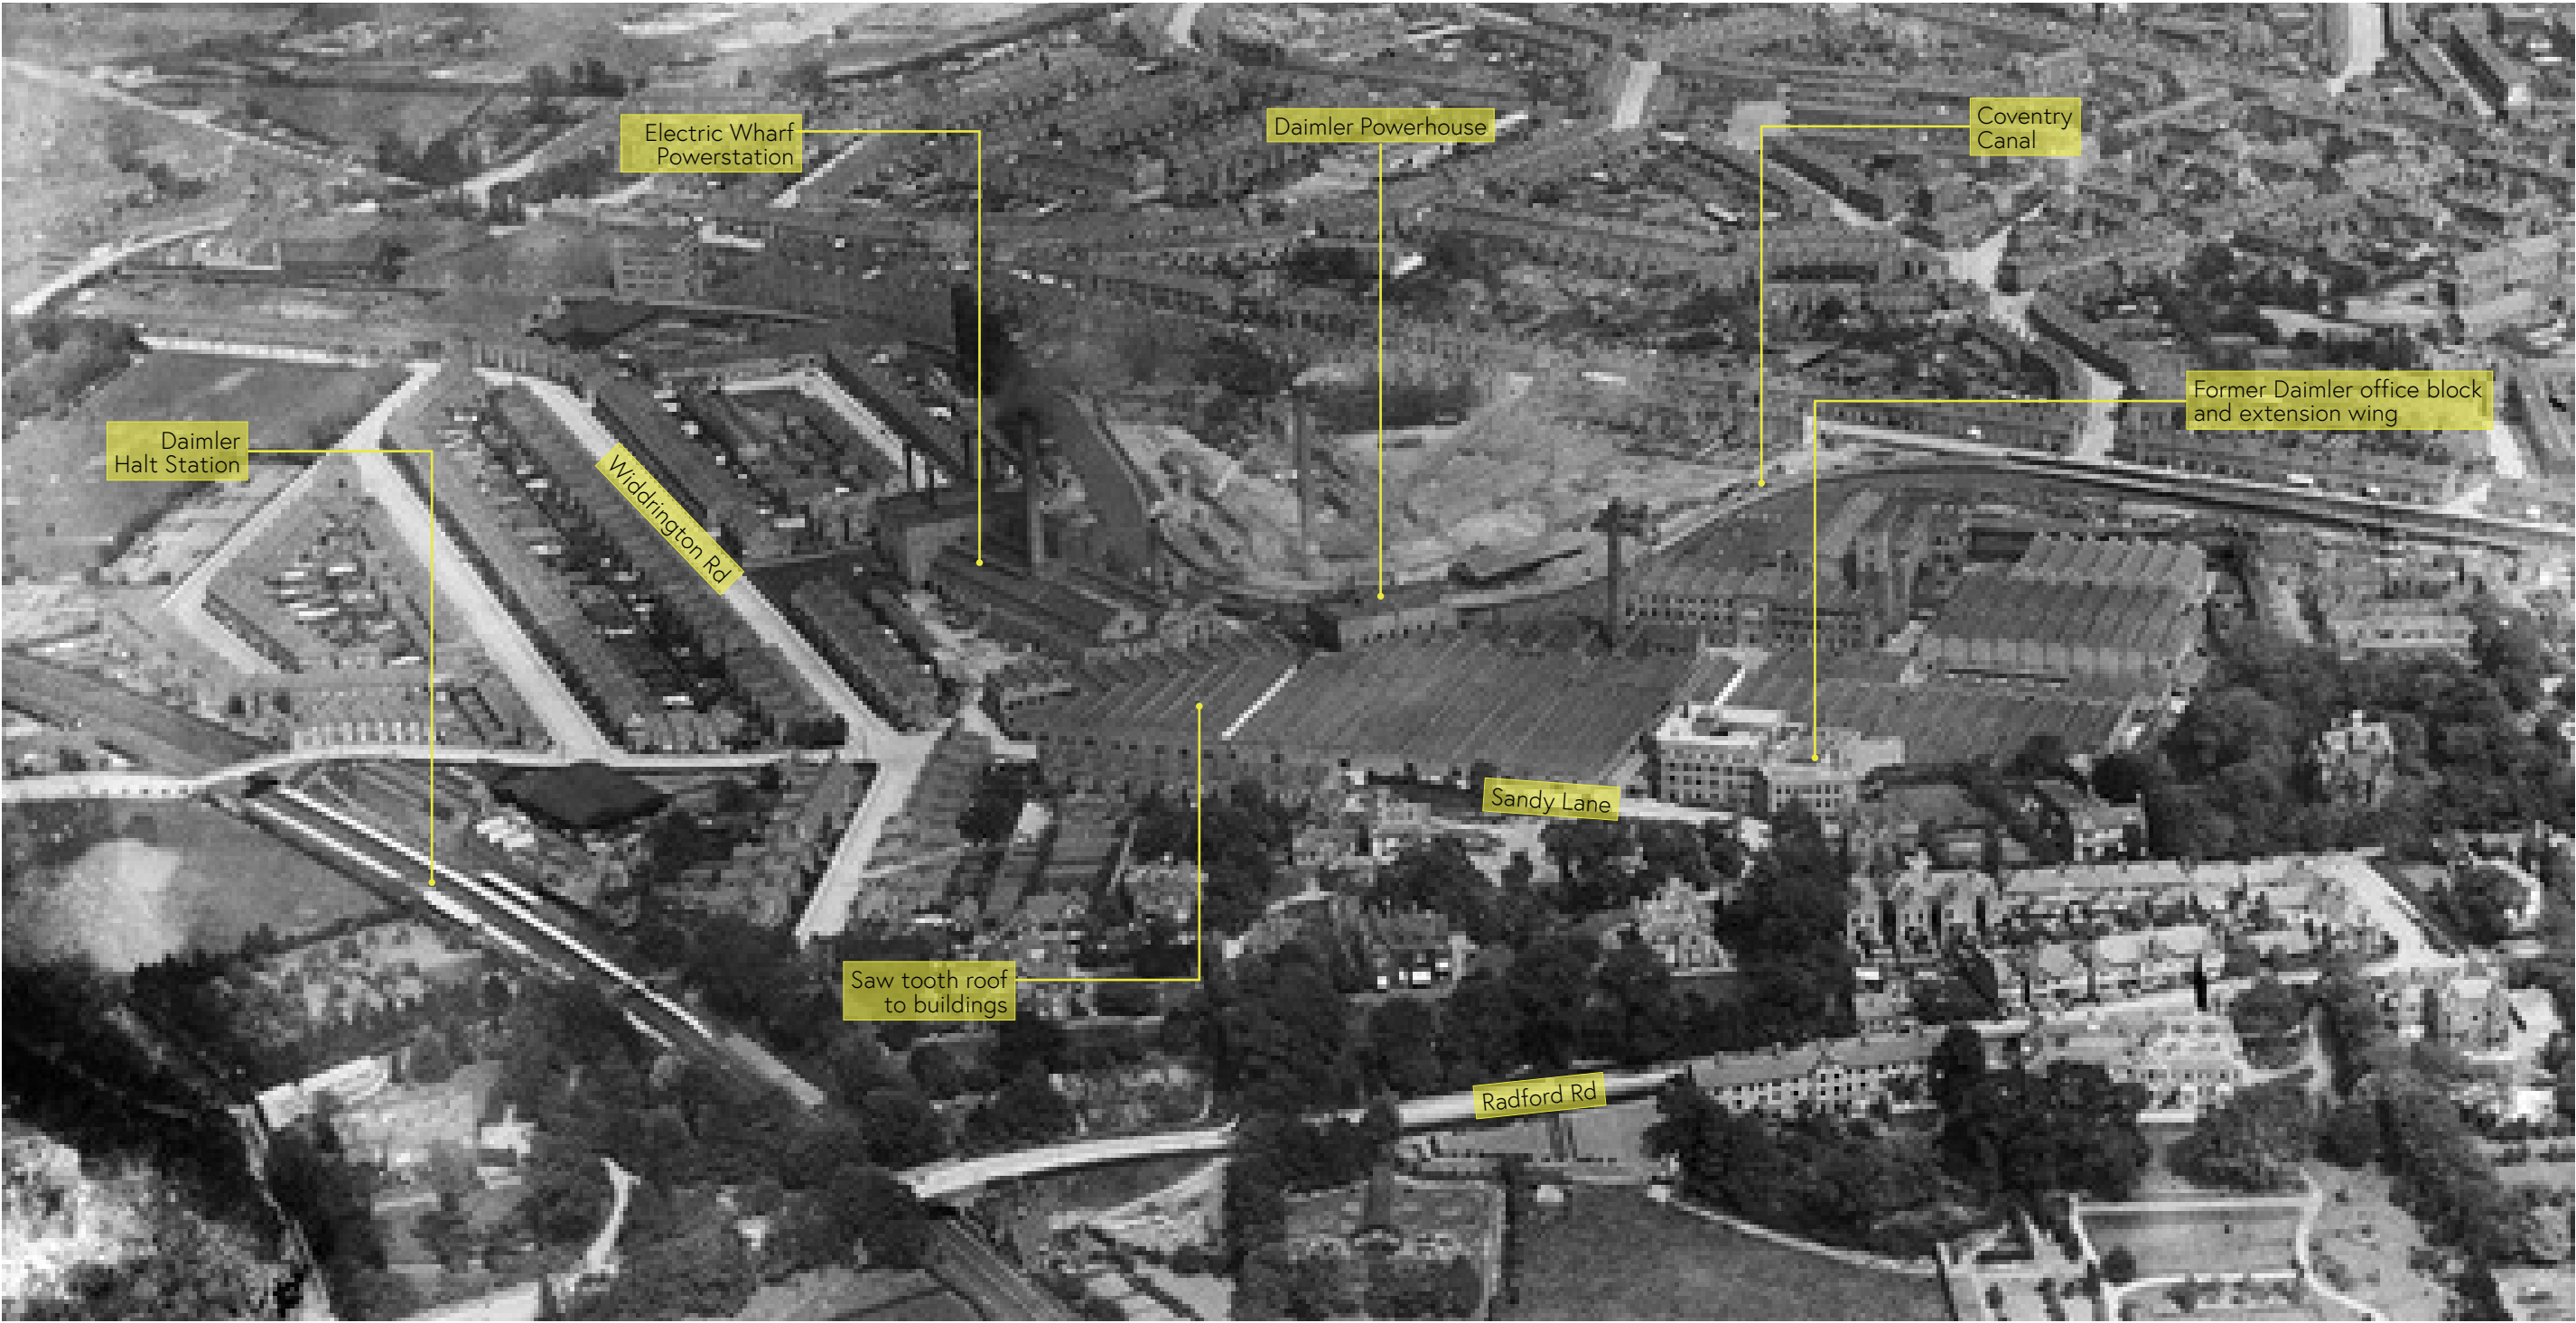 Electric Wharf
Powerstation
Daimler Powerhouse
Coventry
Canal
Former Daimler office block
and extension wing
Daimler
Halt Station
Widdrington Rd
Sandy Lane
Saw tooth roof
to buildings
Radford Rd